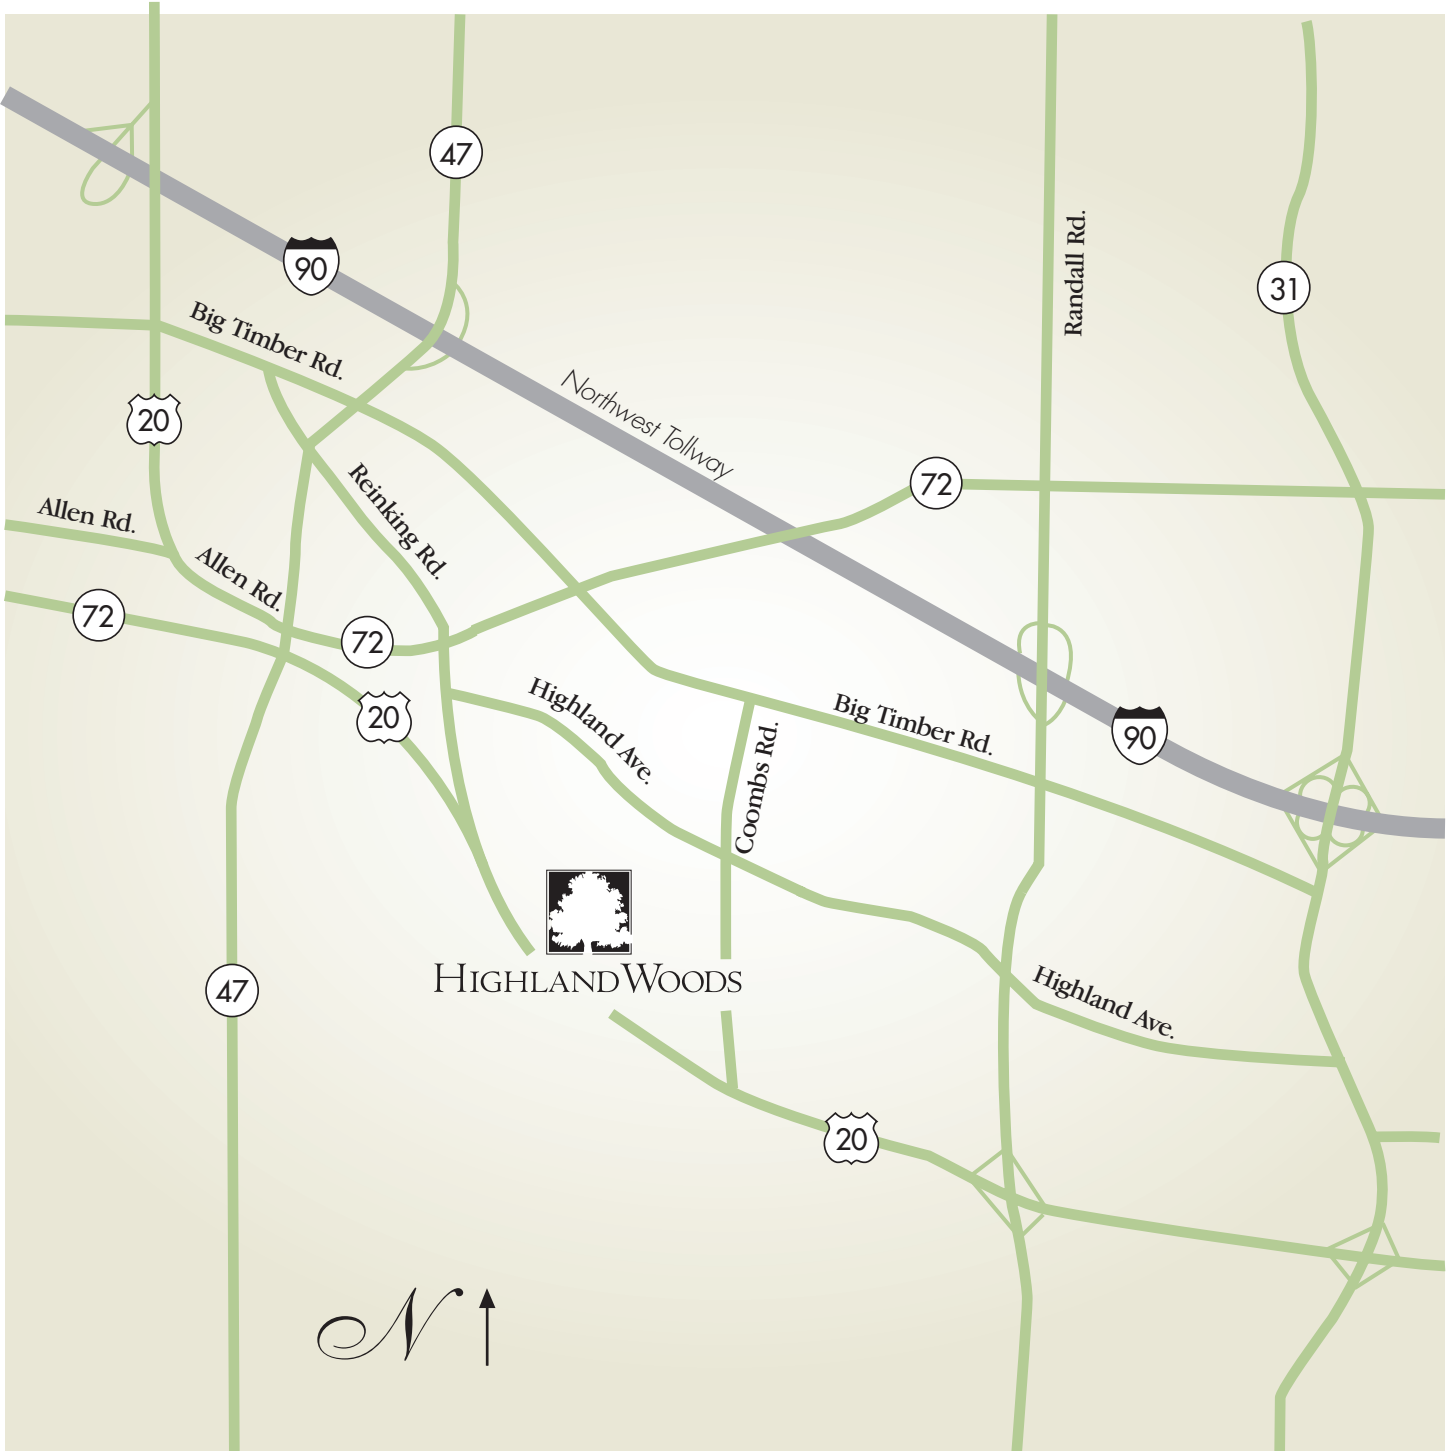 47
90
Randall Rd.
31
Big Timber Rd.
Northwest Tollway
20
72
Reinking Rd.
Allen Rd.
Allen Rd.
72
72
20
Highland Ave.
Big Timber Rd.
90
Coombs Rd.
HIGHLAND WOODS
47
Highland Ave.
20
N